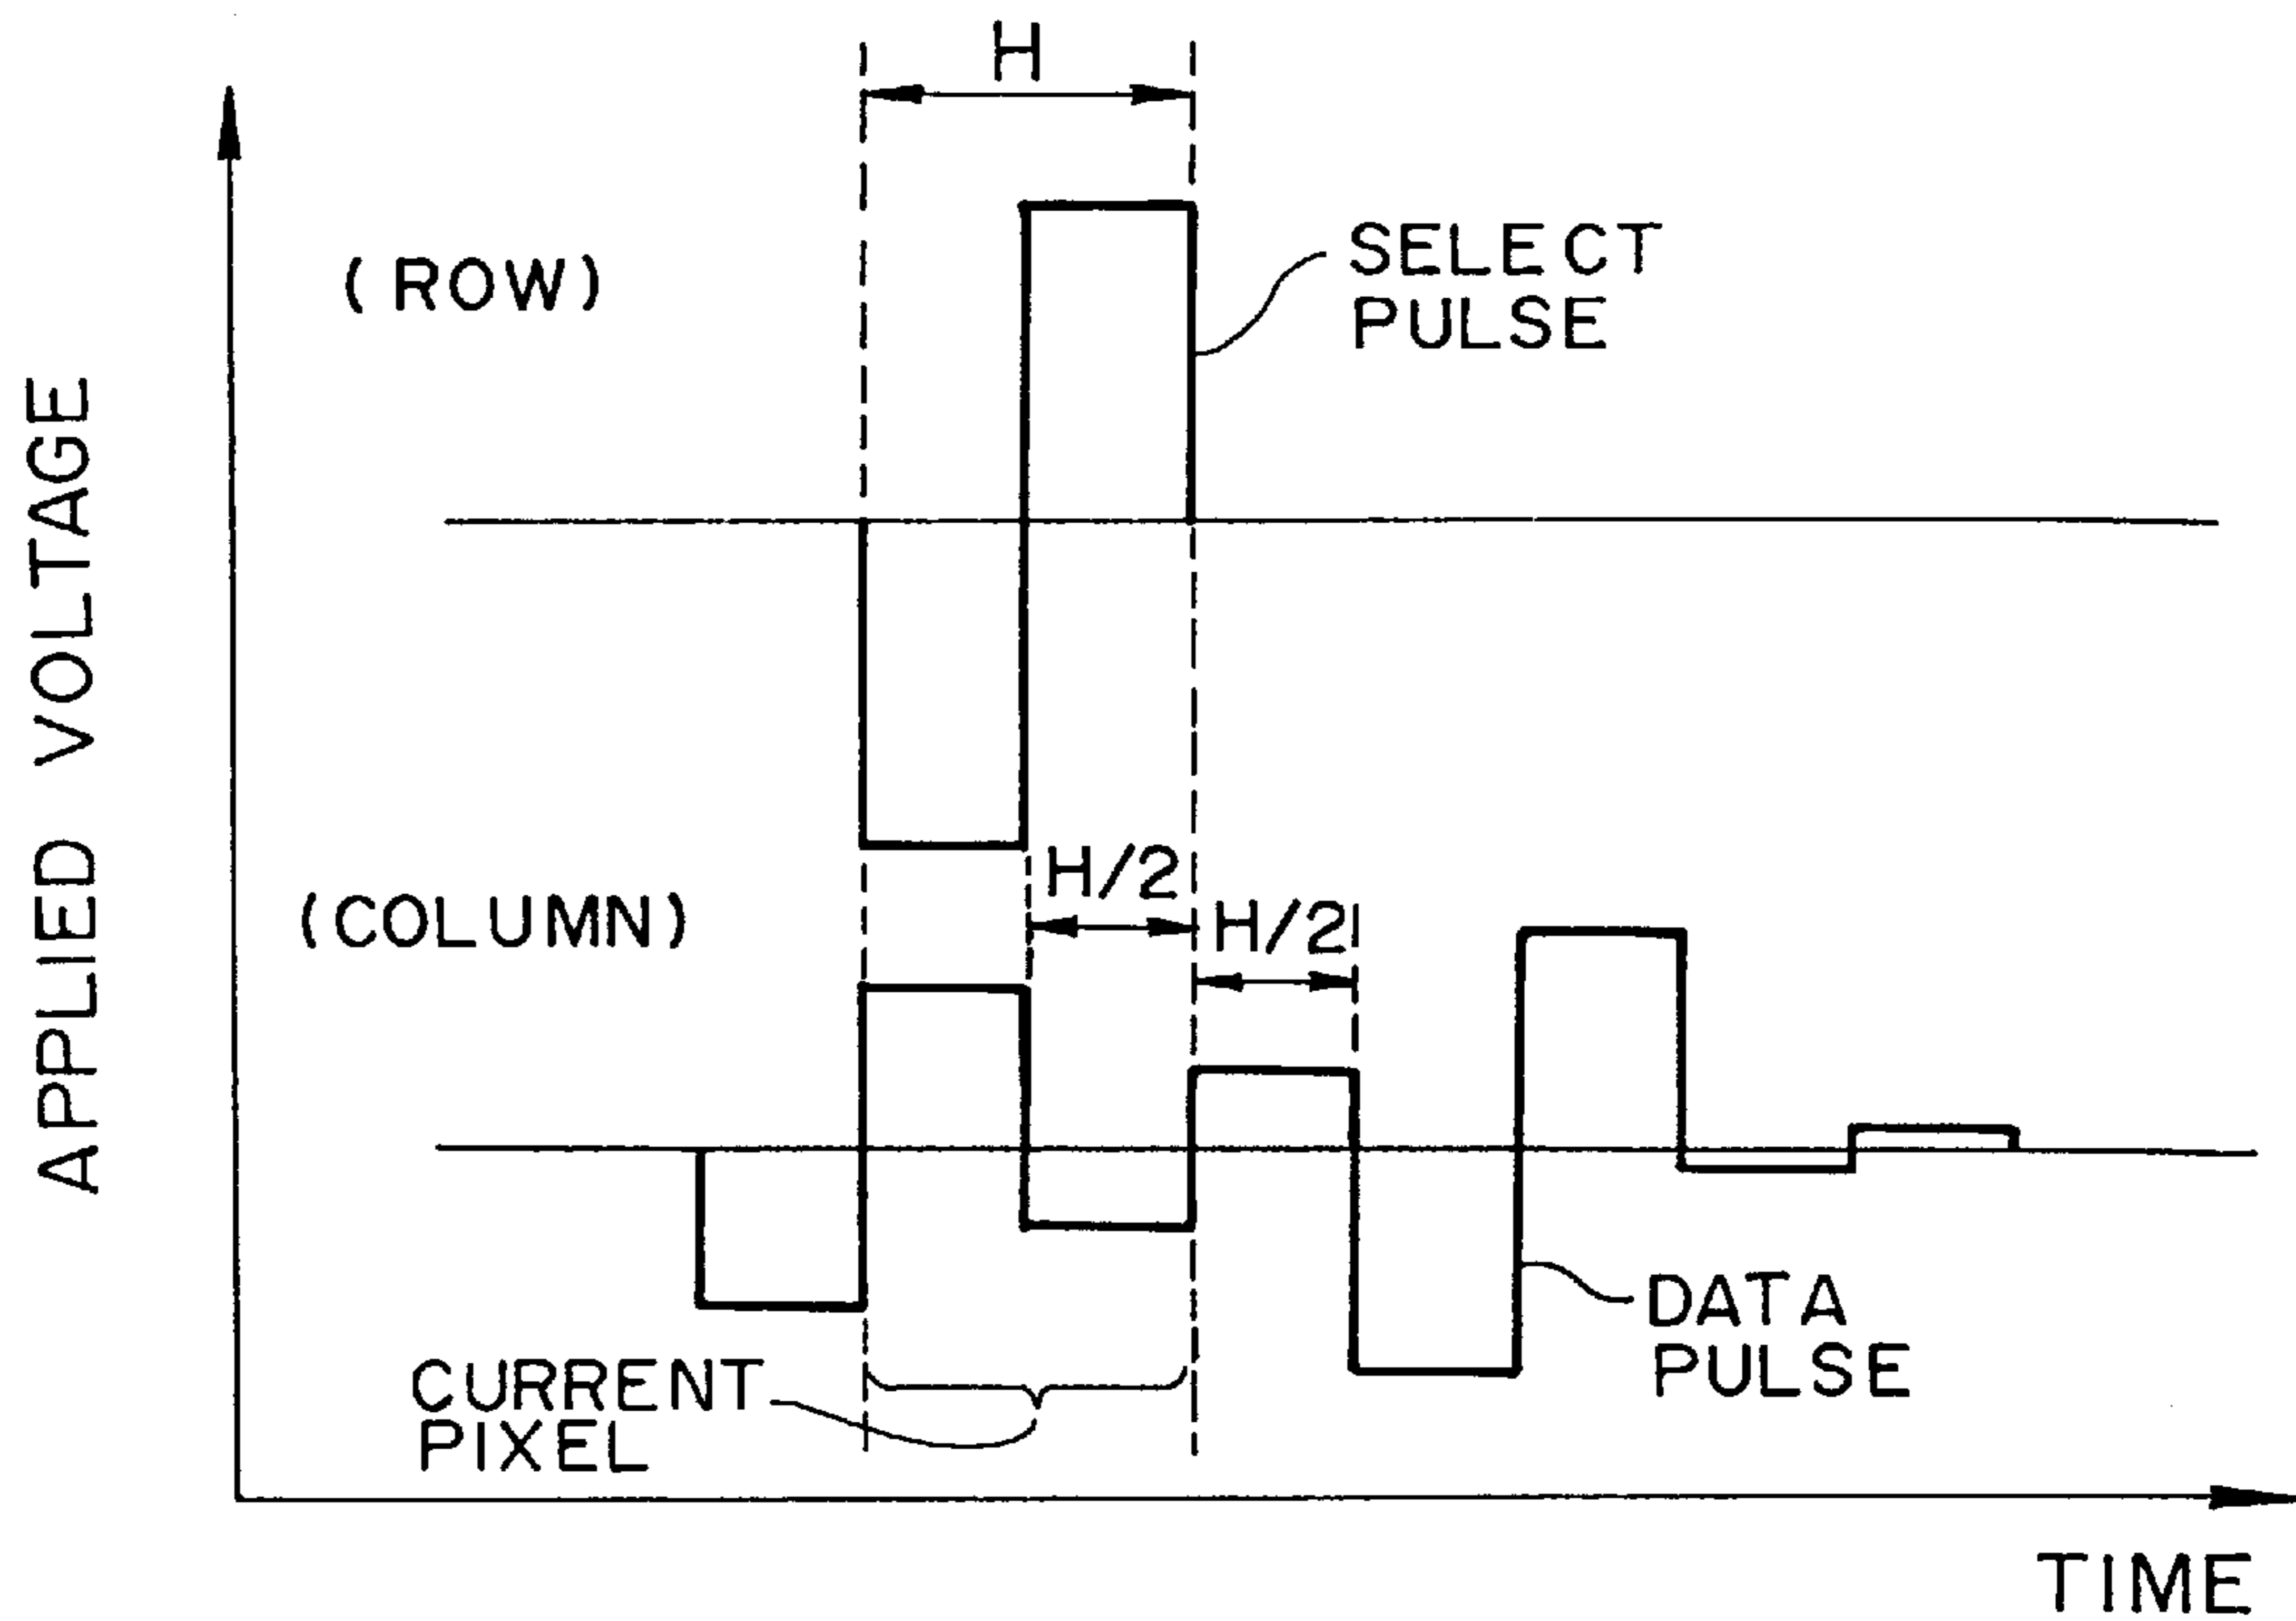 H
(ROW)
SELECT
PULSE
APPLIED VOLTAGE
H/2
(COLUMN)
H/2
DATA
PULSE
CURRENT
PIXEL
TIME